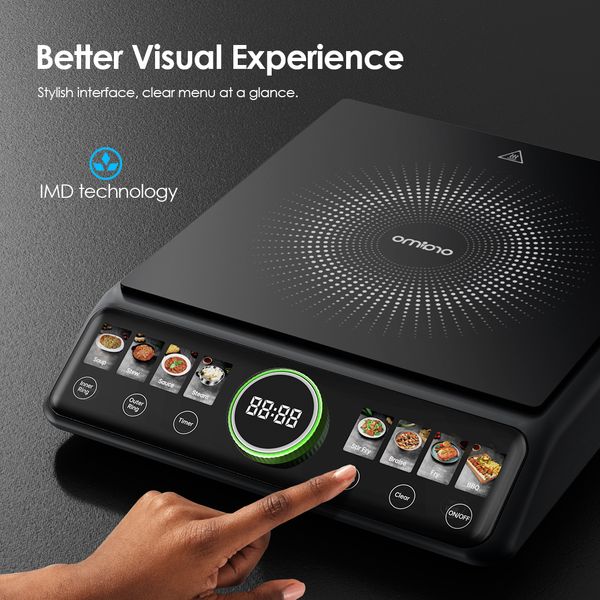 Better Visual Experience
Stylish interface, clear menu at a glance.
IMD technology
omibro
Soup
Stew
Sauce
Steam
88:88
Stir Fry
Braise
Fry
BBQ
Inner
Ring
Outer
Ring
Timer
Clear
ON/OFF